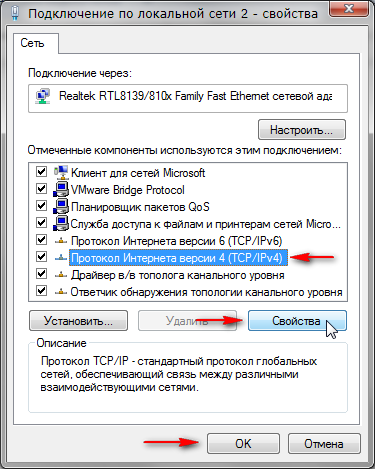 Подключение по локальной сети 2 - свойства
Сеть
Подключение через:
Realtek RTL8139/810x Family Fast Ethernet сетевой ада
Настроить...
Отмеченные компоненты используются этим подключением:
Клиент для сетей Microsoft
VMware Bridge Protocol
Планировщик пакетов QoS
Служба доступа к файлам и принтерам сетей Micro...
Протокол Интернета версии 6 (TCP/IPv6)
Протокол Интернета версии 4 (TCP/IPv4)
Драйвер в/в тополога канального уровня
Ответчик обнаружения топологии канального уровня
Установить...
Удалить
Свойства
Описание
Протокол TCP/IP - стандартный протокол глобальных
сетей, обеспечивающий связь между различными
взаимодействующими сетями.
OK
Отмена